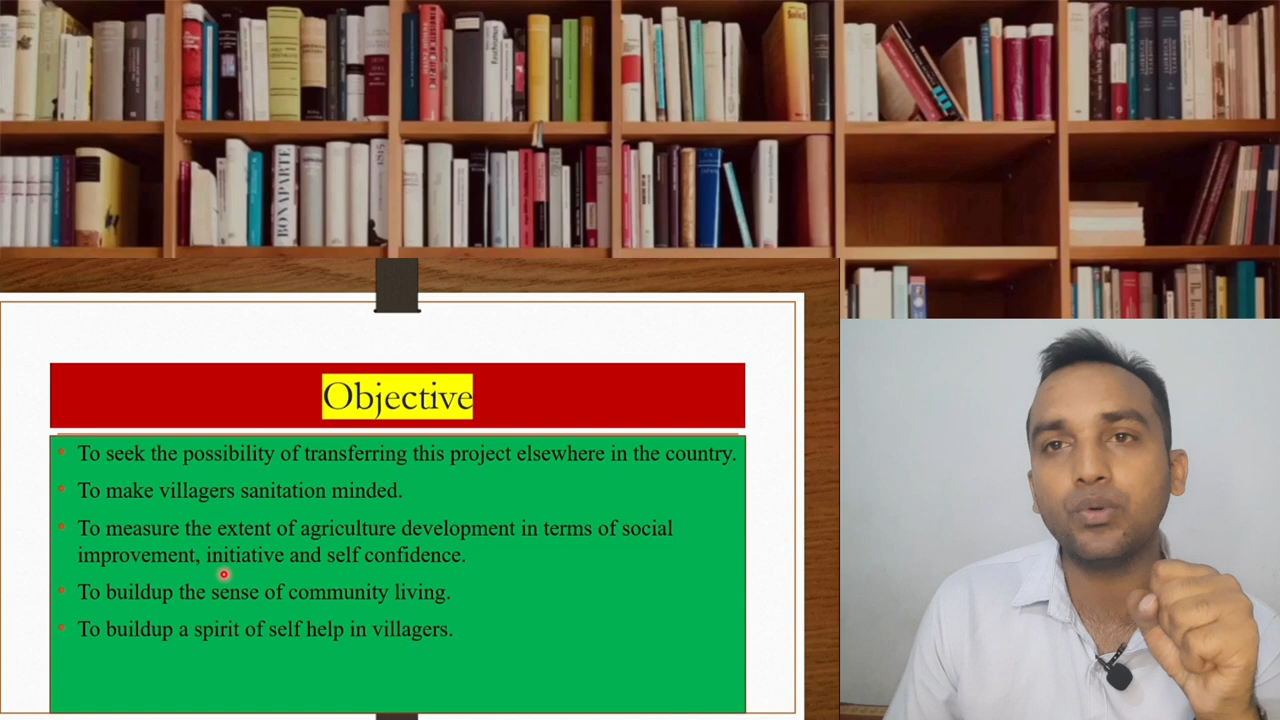 BONAPARTE
Objective
To seek the possibility of transferring this project elsewhere in the country.
To make villagers sanitation minded.
To measure the extent of agriculture development in terms of social
improvement, initiative and self confidence.
To buildup the sense of community living.
To buildup a spirit of self help in villagers.